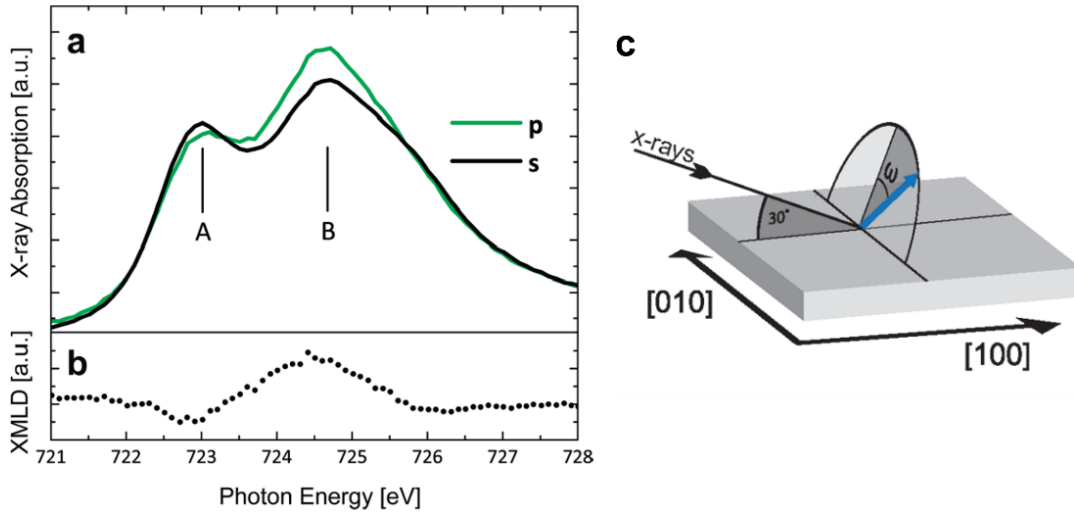 a
X-ray Absorption [a.u.]
p
s
A
B
b
XMLD [a.u.]
721 722 723 724 725 726 727 728
Photon Energy [eV]
c
x-rays
30°
ω
[010]
[100]